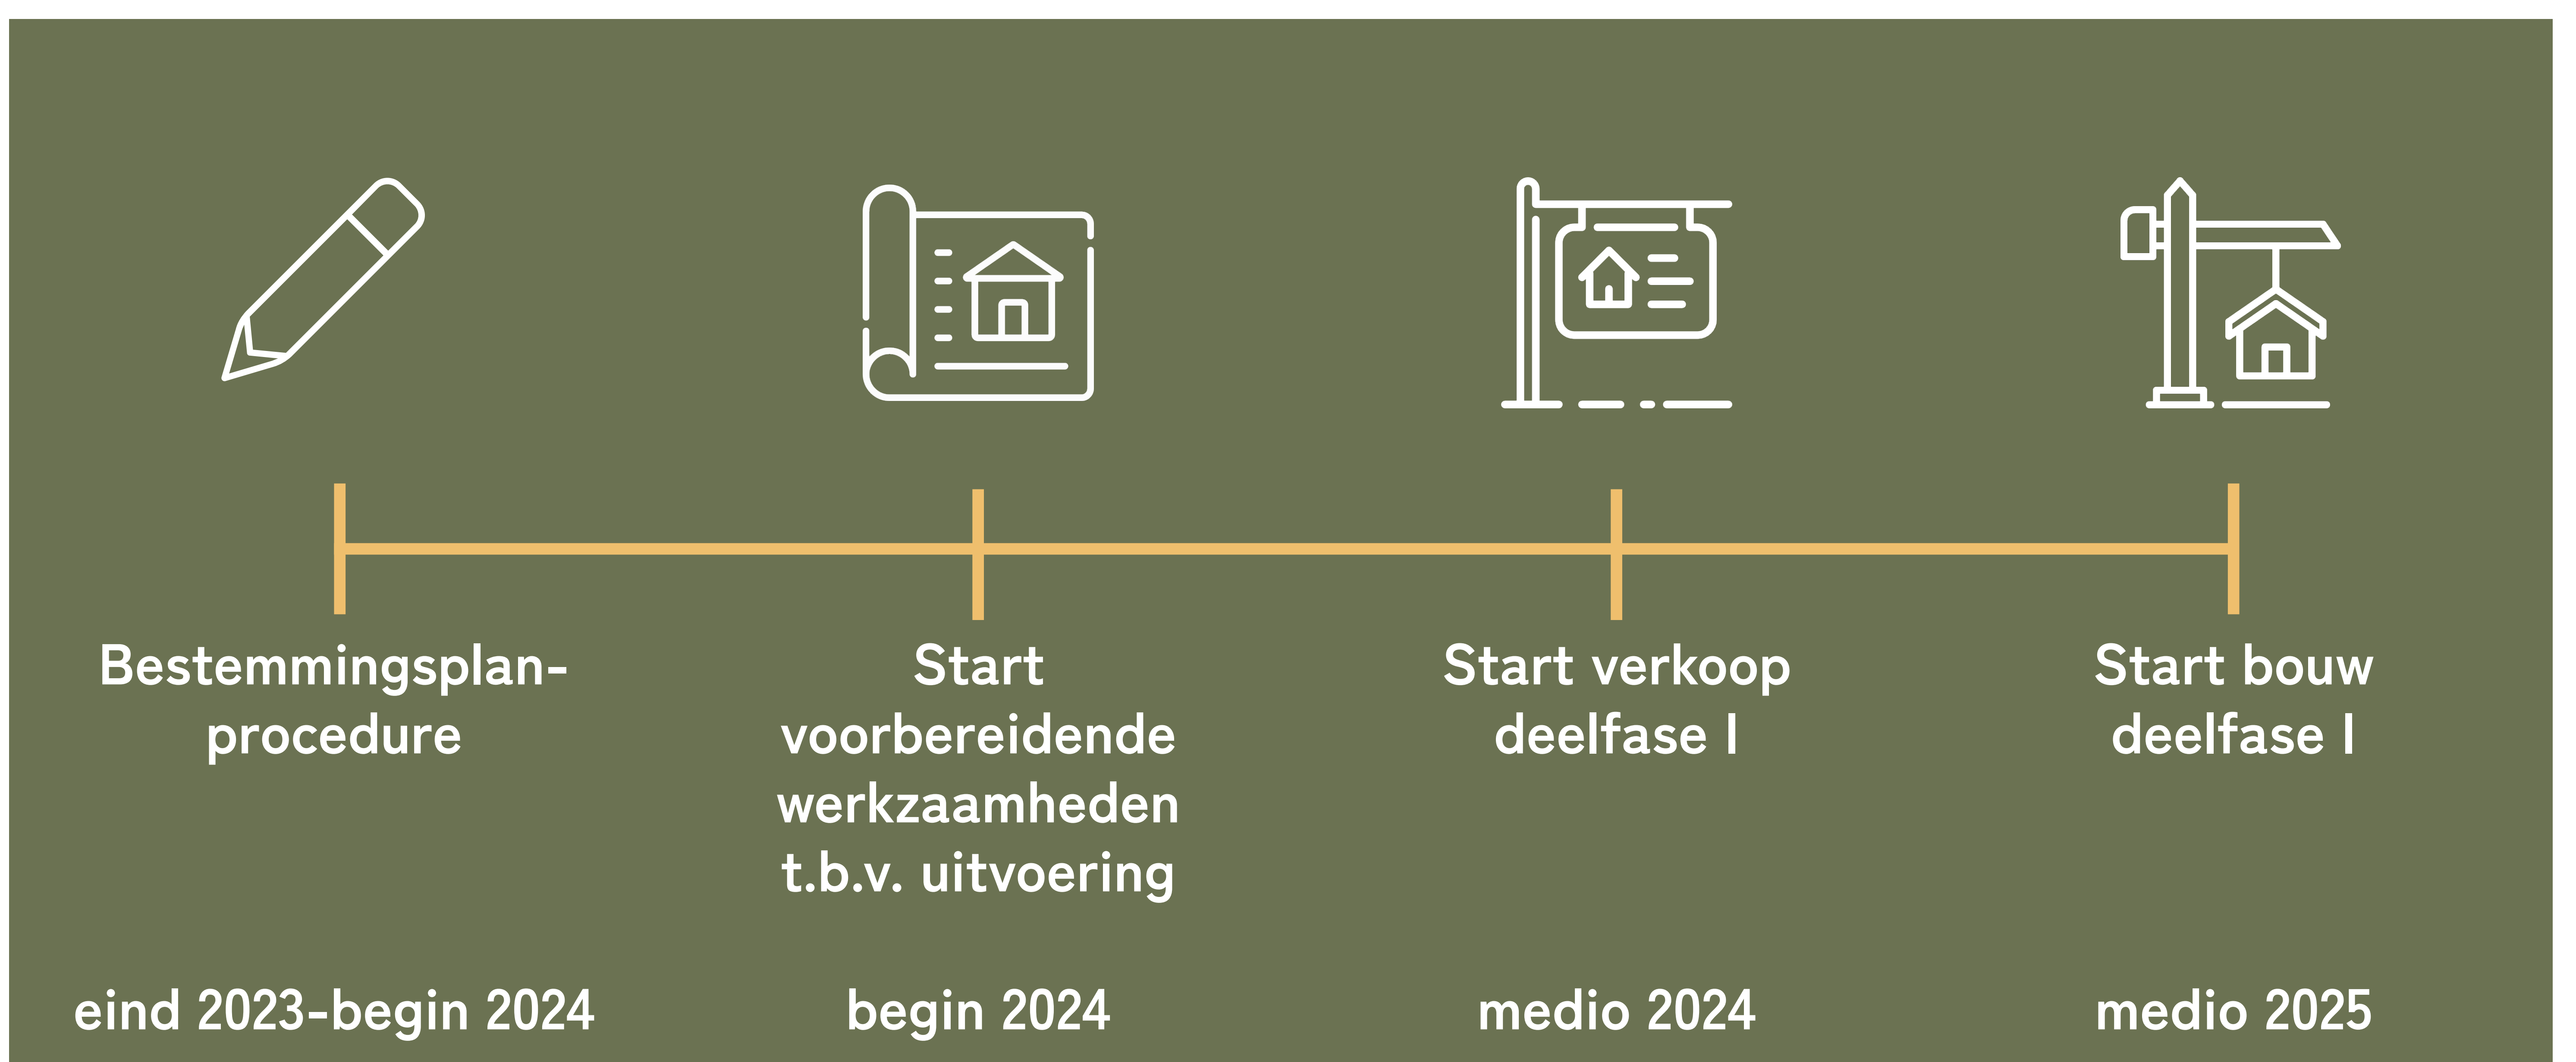 Bestemmingsplan-
procedure
eind 2023-begin 2024
Start
voorbereidende
werkzaamheden
t.b.v. uitvoering
begin 2024
Start verkoop
deelfase I
medio 2024
Start bouw
deelfase I
medio 2025